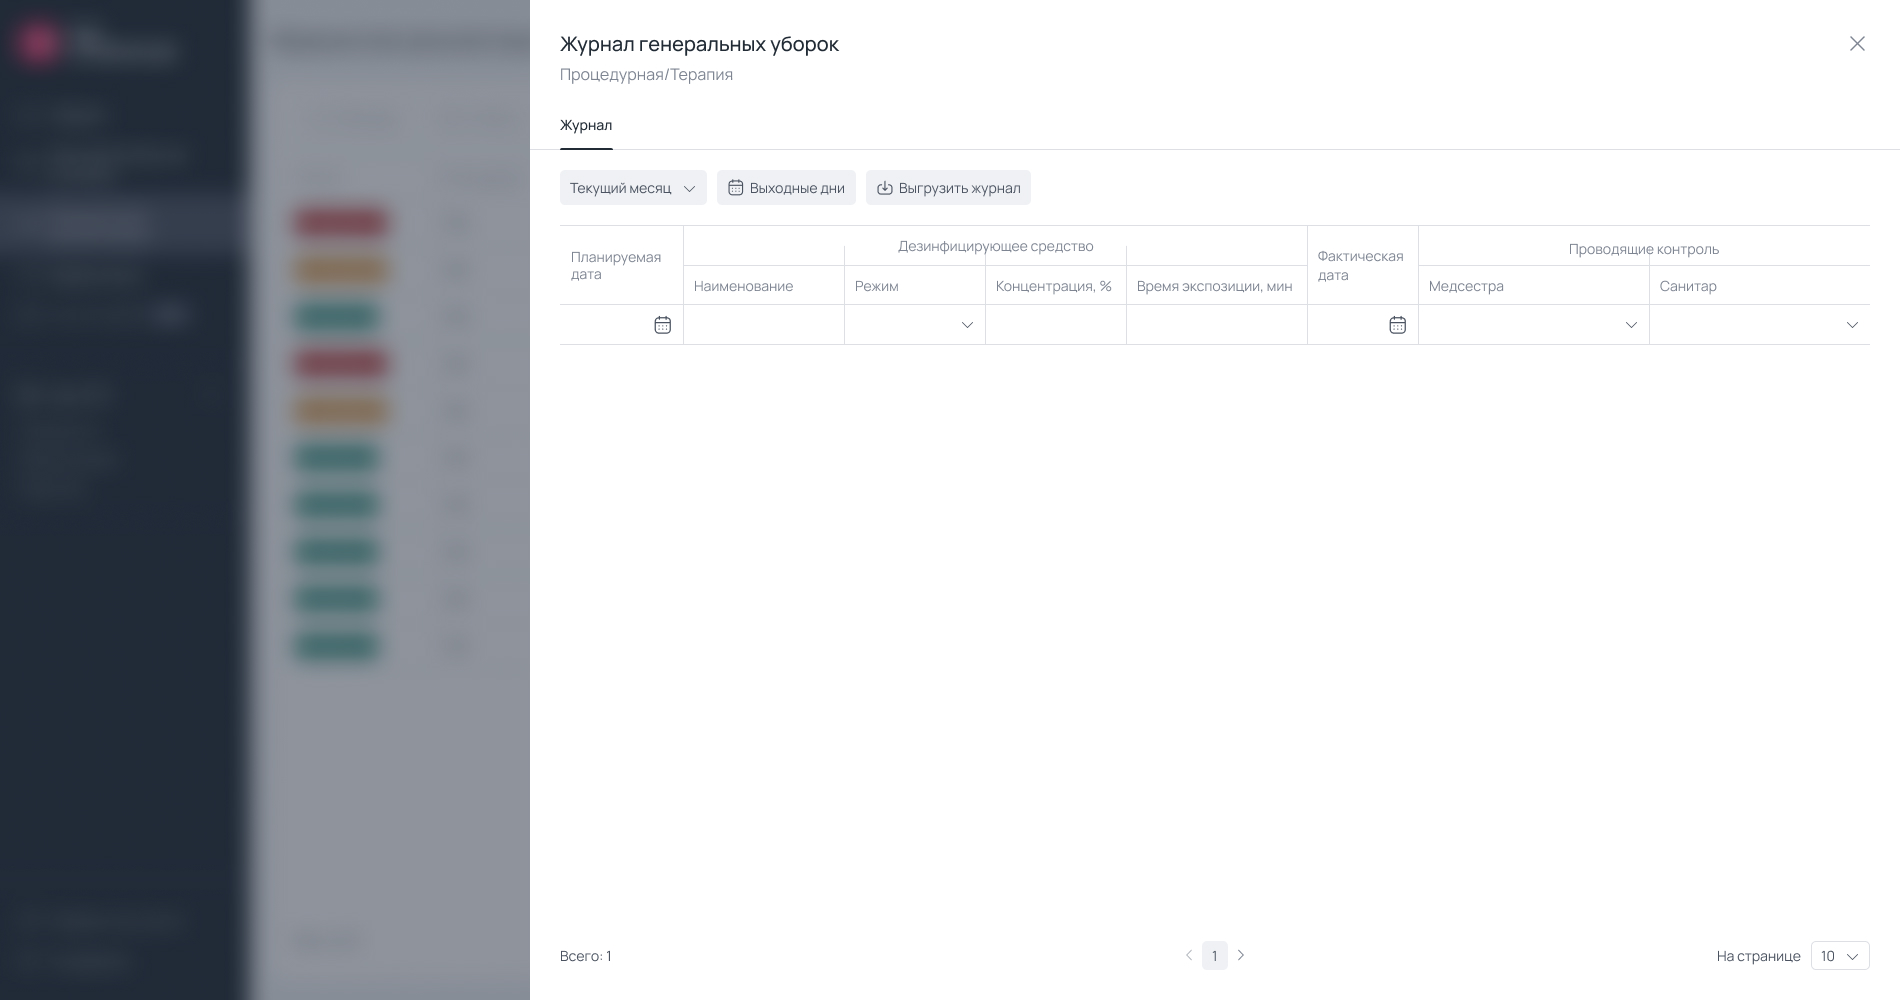 Журнал генеральных уборок
Процедурная/Терапия
Журнал
Текущий месяц
Выходные дни
Выгрузить журнал
Планируемая дата
Дезинфицирующее средство
Фактическая дата
Проводящие контроль
Наименование
Режим
Концентрация, %
Время экспозиции, мин
Медсестра
Санитар
Всего: 1
1
На странице
10